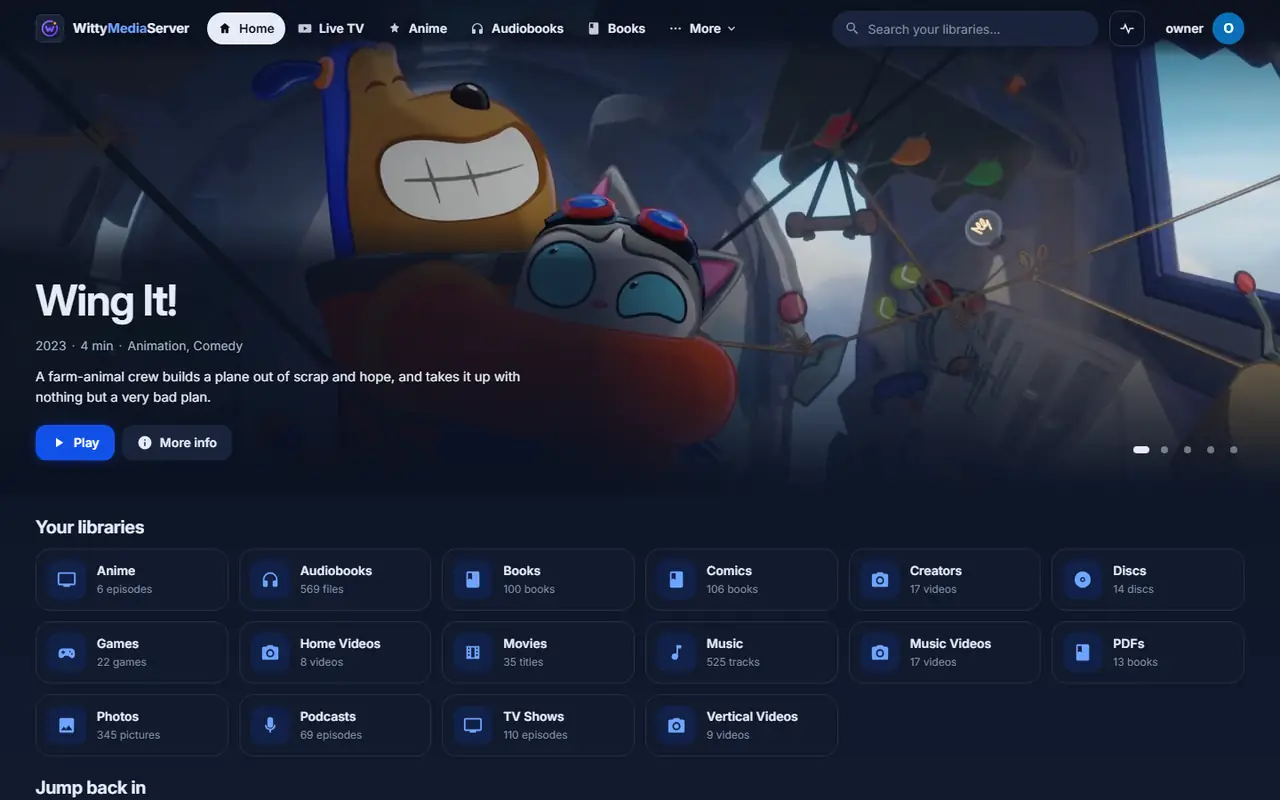 WittyMediaServer
Home
Live TV
Anime
Audiobooks
Books
More
Search your libraries...
owner
O
Wing It!
2023 · 4 min · Animation, Comedy
A farm-animal crew builds a plane out of scrap and hope, and takes it up with
nothing but a very bad plan.
Play
More info
Your libraries
Anime
6 episodes
Audiobooks
569 files
Books
100 books
Comics
106 books
Creators
17 videos
Discs
14 discs
Games
22 games
Home Videos
8 videos
Movies
35 titles
Music
525 tracks
Music Videos
17 videos
PDFs
13 books
Photos
345 pictures
Podcasts
69 episodes
TV Shows
110 episodes
Vertical Videos
9 videos
Jump back in